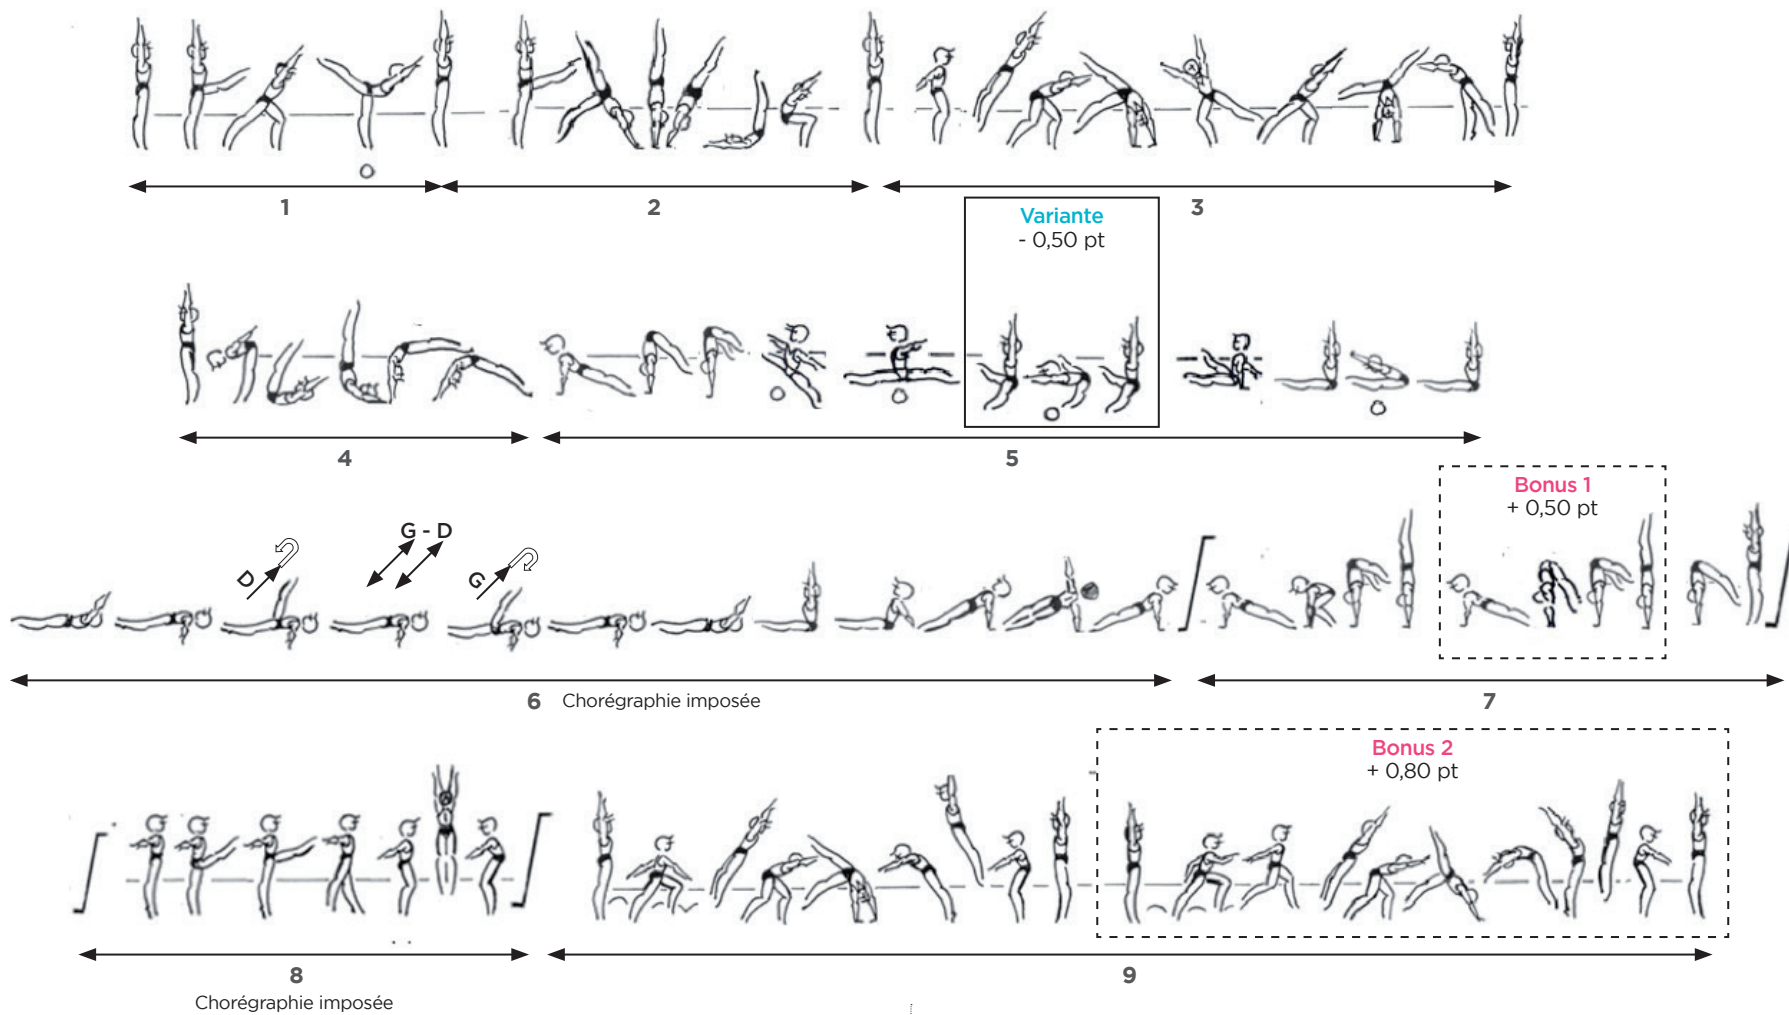 1
2
3
Variante
- 0,50 pt
4
5
Bonus 1
+ 0,50 pt
D
G - D
G
6 Chorégraphie imposée
7
Bonus 2
+ 0,80 pt
8
Chorégraphie imposée
9